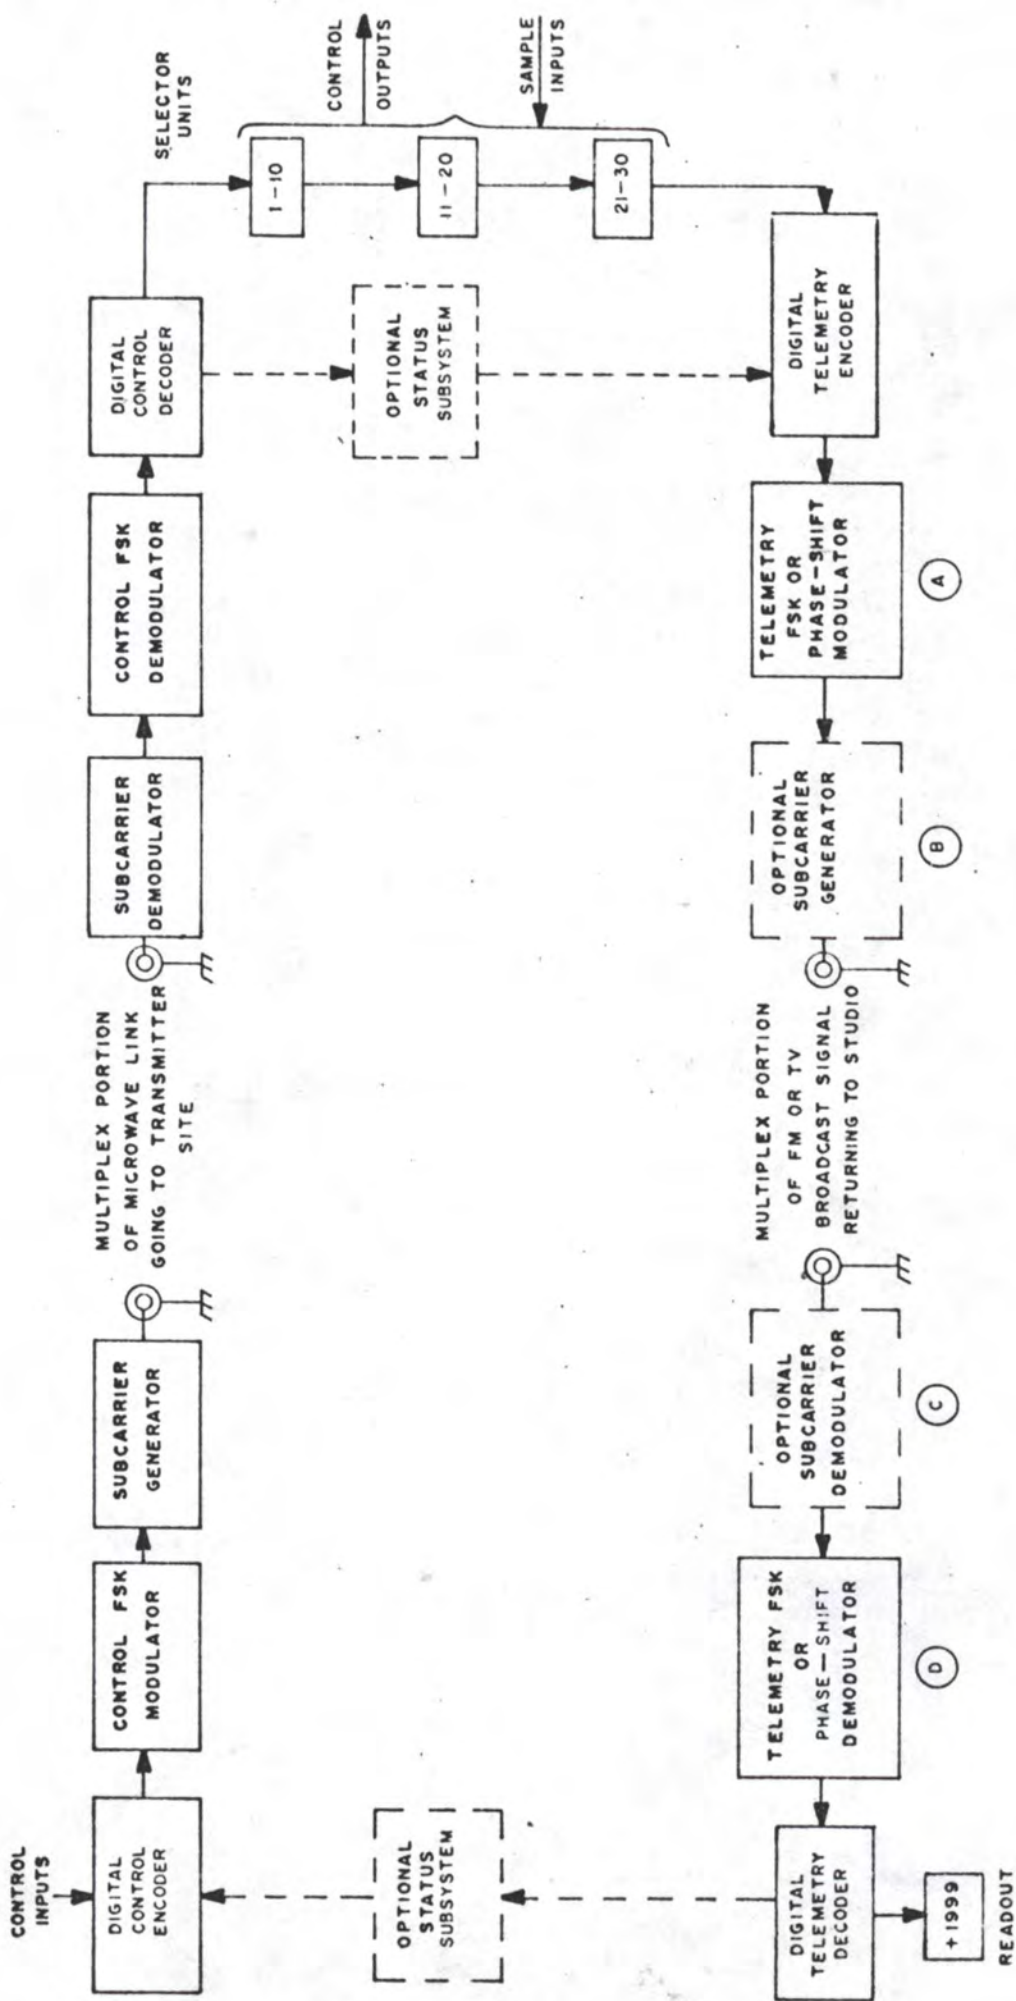 CONTROL
INPUTS
DIGITAL
CONTROL
ENCODER
CONTROL FSK
MODULATOR
SUBCARRIER
GENERATOR
MULTIPLEX PORTION
OF MICROWAVE LINK
GOING TO TRANSMITTER
SITE
SUBCARRIER
DEMODULATOR
CONTROL FSK
DEMODULATOR
DIGITAL
CONTROL
DECODER
SELECTOR
UNITS
1-10
11-20
21-30
CONTROL
OUTPUTS
SAMPLE
INPUTS
OPTIONAL
STATUS
SUBSYSTEM
OPTIONAL
STATUS
SUBSYSTEM
DIGITAL
TELEMETRY
DECODER
+1999
READOUT
TELEMETRY FSK
OR
PHASE-SHIFT
DEMODULATOR
D
OPTIONAL
SUBCARRIER
DEMODULATOR
C
MULTIPLEX PORTION
OF FM OR TV
BROADCAST SIGNAL
RETURNING TO STUDIO
OPTIONAL
SUBCARRIER
GENERATOR
B
TELEMETRY
FSK OR
PHASE-SHIFT
MODULATOR
A
DIGITAL
TELEMETRY
ENCODER